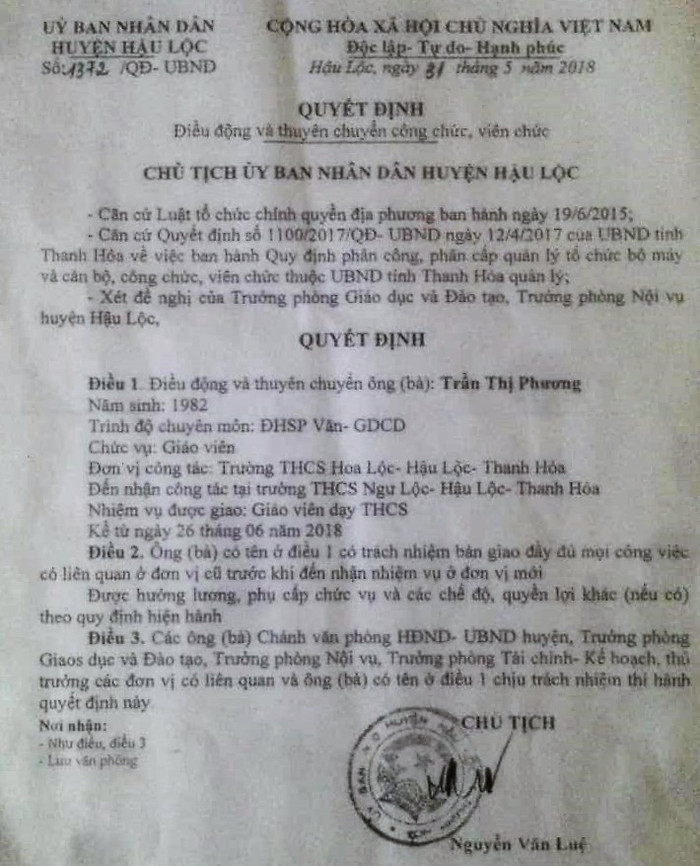 UỶ BAN NHÂN DÂN
HUYỆN HẬU LỘC
Số:1372 /QĐ- UBND
CỘNG HÒA XÃ HỘI CHỦ NGHĨA VIỆT NAM
Độc lập- Tự do- Hạnh phúc
Hậu Lộc, ngày 31 tháng 5 năm 2018
QUYẾT ĐỊNH
Điều động và thuyên chuyển công chức, viên chức
CHỦ TỊCH ỦY BAN NHÂN DÂN HUYỆN HẬU LỘC
- Căn cứ Luật tổ chức chính quyền địa phương ban hành ngày 19/6/2015;
- Căn cứ Quyết định số 1100/2017/QĐ- UBND ngày 12/4/2017 của UBND tỉnh
Thanh Hóa về việc ban hành Quy định phân công, phân cấp quản lý tổ chức bộ máy
và cán bộ, công chức, viên chức thuộc UBND tỉnh Thanh Hóa quản lý;
- Xét đề nghị của Trưởng phòng Giáo dục và Đào tạo, Trưởng phòng Nội vụ
huyện Hậu Lộc,
QUYẾT ĐỊNH
Điều 1. Điều động và thuyên chuyển ông (bà): Trần Thị Phương
Năm sinh: 1982
Trình độ chuyên môn: ĐHSP Văn- GDCD
Chức vụ: Giáo viên
Đơn vị công tác: Trường THCS Hoa Lộc- Hậu Lộc- Thanh Hóa
Đến nhận công tác tại trường THCS Ngư Lộc- Hậu Lộc- Thanh Hóa
Nhiệm vụ được giao: Giáo viên dạy THCS
Kể từ ngày 26 tháng 06 năm 2018
Điều 2. Ông (bà) có tên ở điều 1 có trách nhiệm bàn giao đầy đủ mọi công việc
có liên quan ở đơn vị cũ trước khi đến nhận nhiệm vụ ở đơn vị mới
Được hưởng lương, phụ cấp chức vụ và các chế độ, quyền lợi khác (nếu có)
theo quy định hiện hành
Điều 3. Các ông (bà) Chánh văn phòng HĐND- UBND huyện, Trưởng phòng
Giaos dục và Đào tạo, Trưởng phòng Nội vụ, Trưởng phòng Tài chính- Kế hoạch, thủ
trưởng các đơn vị có liên quan và ông (bà) có tên ở điều 1 chịu trách nhiệm thi hành
quyết định này.
Nơi nhận:
- Như điều, điều 3
- Lưu văn phòng
CHỦ TỊCH
Nguyễn Văn Luệ